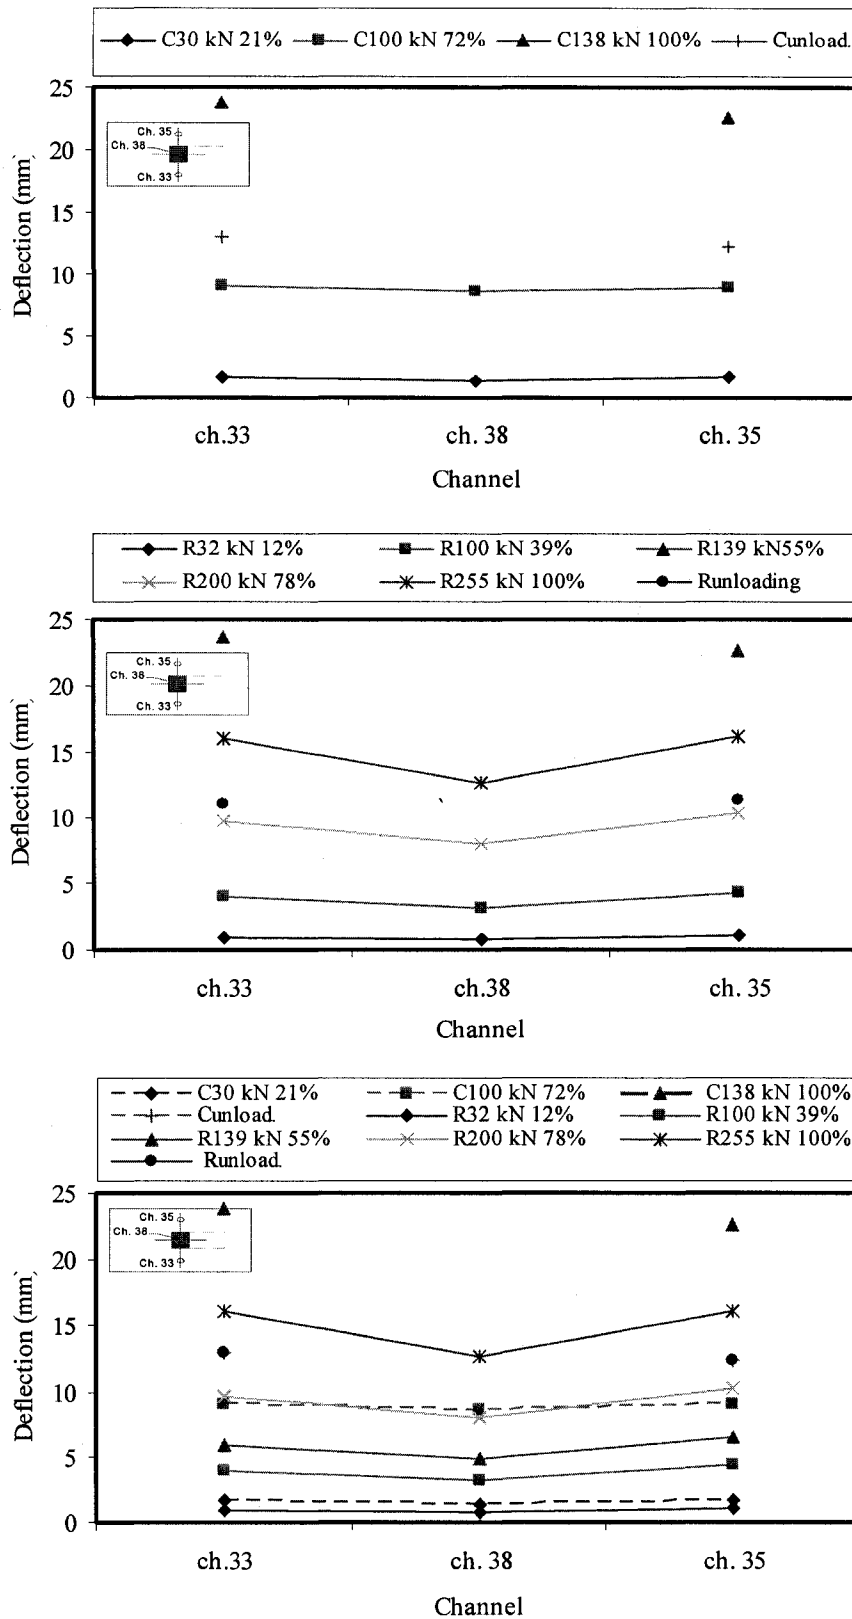 C30 kN 21% C100 kN 72% C138 kN 100% Cunload.
25
20
15
10
5
0
Deflection (mm)
Ch. 35
Ch. 38
Ch. 33
ch.33 ch. 38 ch. 35
Channel
R32 kN 12% R100 kN 39% R139 kN55%
R200 kN 78% R255 kN 100% Runloading
25
20
15
10
5
0
Deflection (mm)
Ch. 35
Ch. 38
Ch. 33
ch.33 ch.38 ch. 35
Channel
C30 kN 21% C100 kN 72% C138 kN 100%
Cunload. R32 kN 12% R100 kN 39%
R139 kN 55% R200 kN 78% R255 kN 100%
Runload.
25
20
15
10
5
0
Deflection (mm)
Ch. 35
Ch. 38
Ch. 33
ch.33 ch. 38 ch. 35
Channel